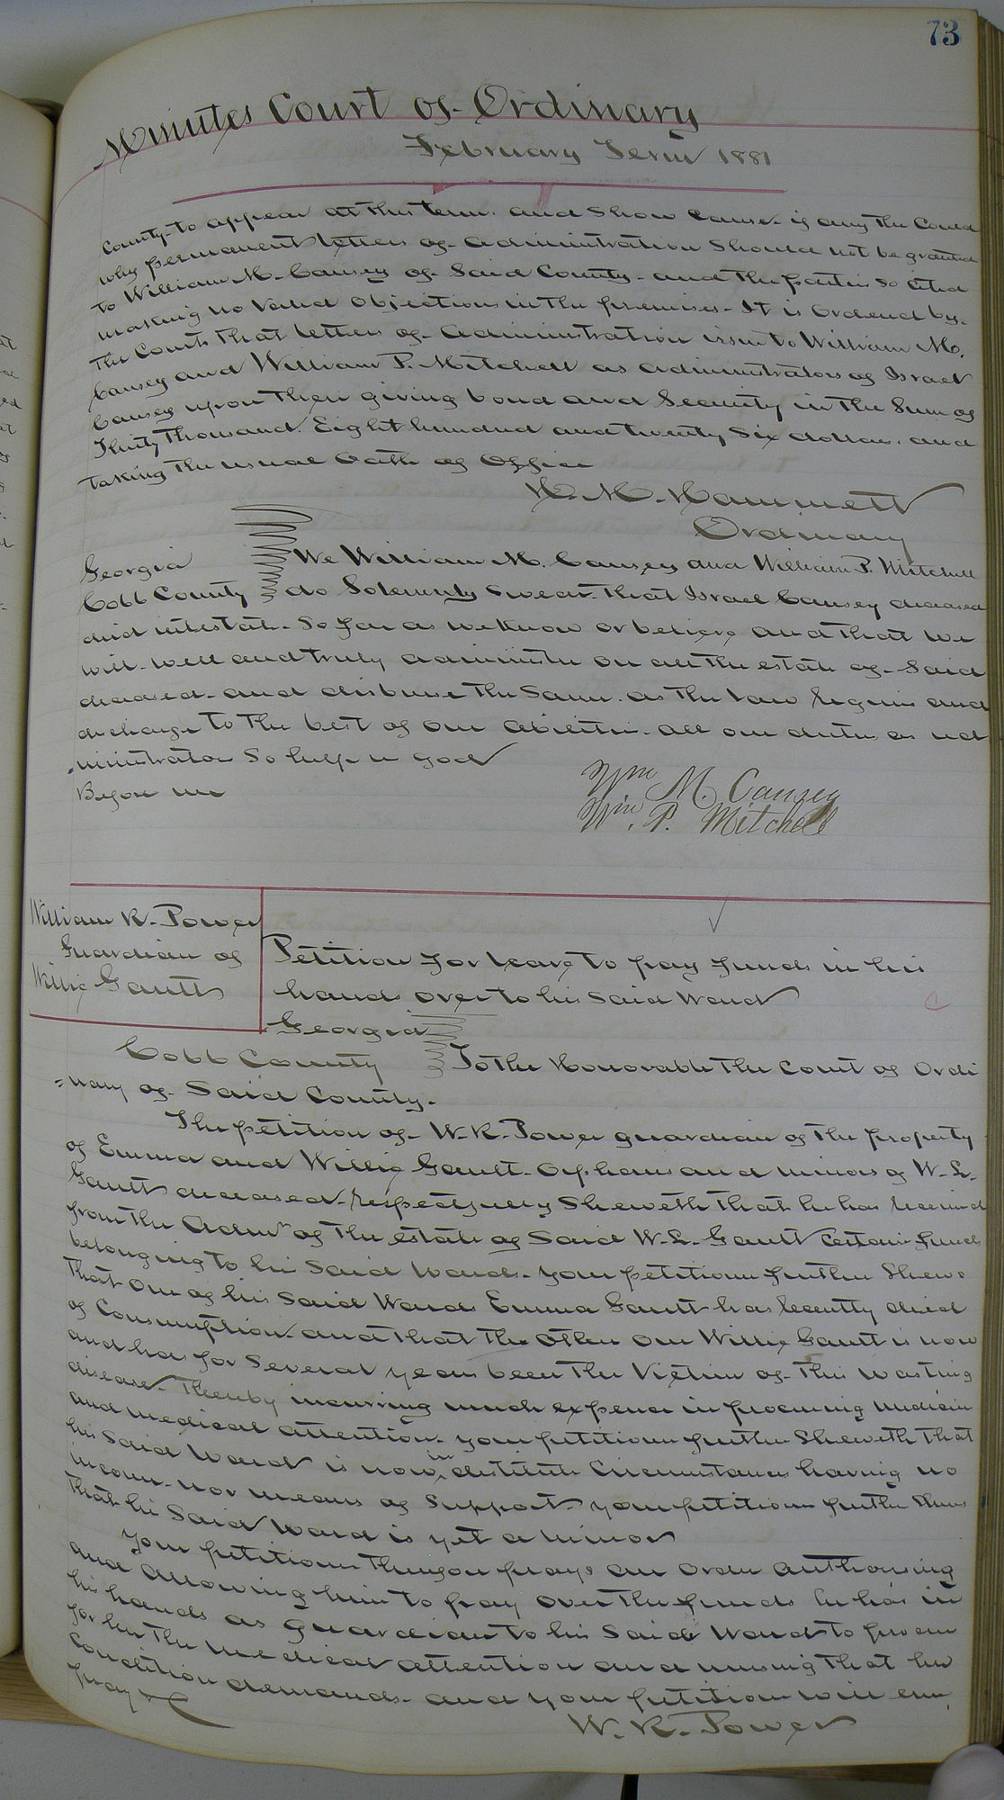 73
Minutes Court of Ordinary
February Term 1881
County to appear at this term. and Show Cause if any the Could
why permanent letters of administration Should not be granted
to William M. Causey of Said County and the parties So cited
making no valid objections in the premises. It is Ordered by
the Court that letters of administration issue to William M.
Causey and William P. Mitchell as administrators of Israel
Causey upon their giving bond and Security in the Sum of
Thirty Thousand Eight hundred and twenty Six dollars. and
taking the usual Oath of Office
H. M. Hammett
Ordinary
Georgia
Cobb County
We William M. Causey and William P. Mitchell
do Solemnly Swear that Israel Causey deceased
died intestate So far as we Know or believe and that we
will well and truly administer on all the estate of Said
deceased and disburse the Same as the law requires and
discharge to the best of our abilities all our duties as ad
ministrators So help us god
Before me
Wm M. Causey
Wm. P. Mitchell
William R. Power
Guardian of
Willie Gault
Petition for leave to pay funds in his
hands over to his Said Ward
Georgia
Cobb County
To the Honorable the Court of Ordi
=nary of Said County.
The petition of W. R. Power guardian of the property
of Emma and Willie Gault Orphans and minors of W. L.
Gault deceased respectfully Sheweth that he has received
from the Admr of the estate of Said W. L. Gault Certain funds
belonging to his Said Wards. your petitioner further Shews
that One of his Said Wards Emma Gault has lecently died
of Consumption and that the Other One Willie Gault is now
and has for Several years been the Victim of this wasting
disease. Thereby incurring much expence in procuring medicin
and medical attention. your petitioner further Sheweth that
his Said Ward is now in destitute Circumstances having no
income nor means of Support your petitioner further Shews
that his Said Ward is yet a minor
your petitioner therefore prays an Order authorising
and allowing him to pay over the funds he has in
his hands as guardian to his Said Ward to procure
for her the medical attention and nursing that her
Condition demands. and your petitioner will ever
pray &c
W. R. Power